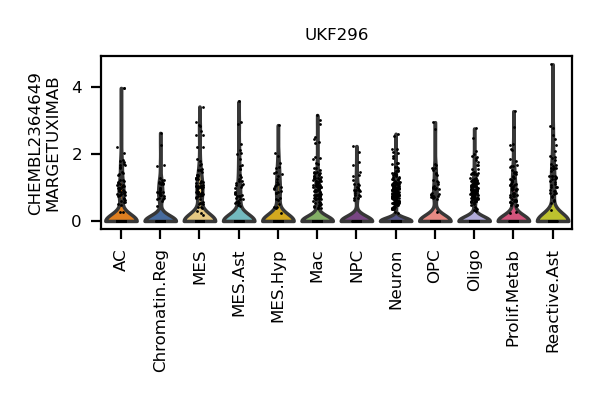 UKF296
CHEMBL2364649
MARGETUXIMAB
4
2
0
AC
Chromatin.Reg
MES
MES.Ast
MES.Hyp
Mac
NPC
Neuron
OPC
Oligo
Prolif.Metab
Reactive.Ast